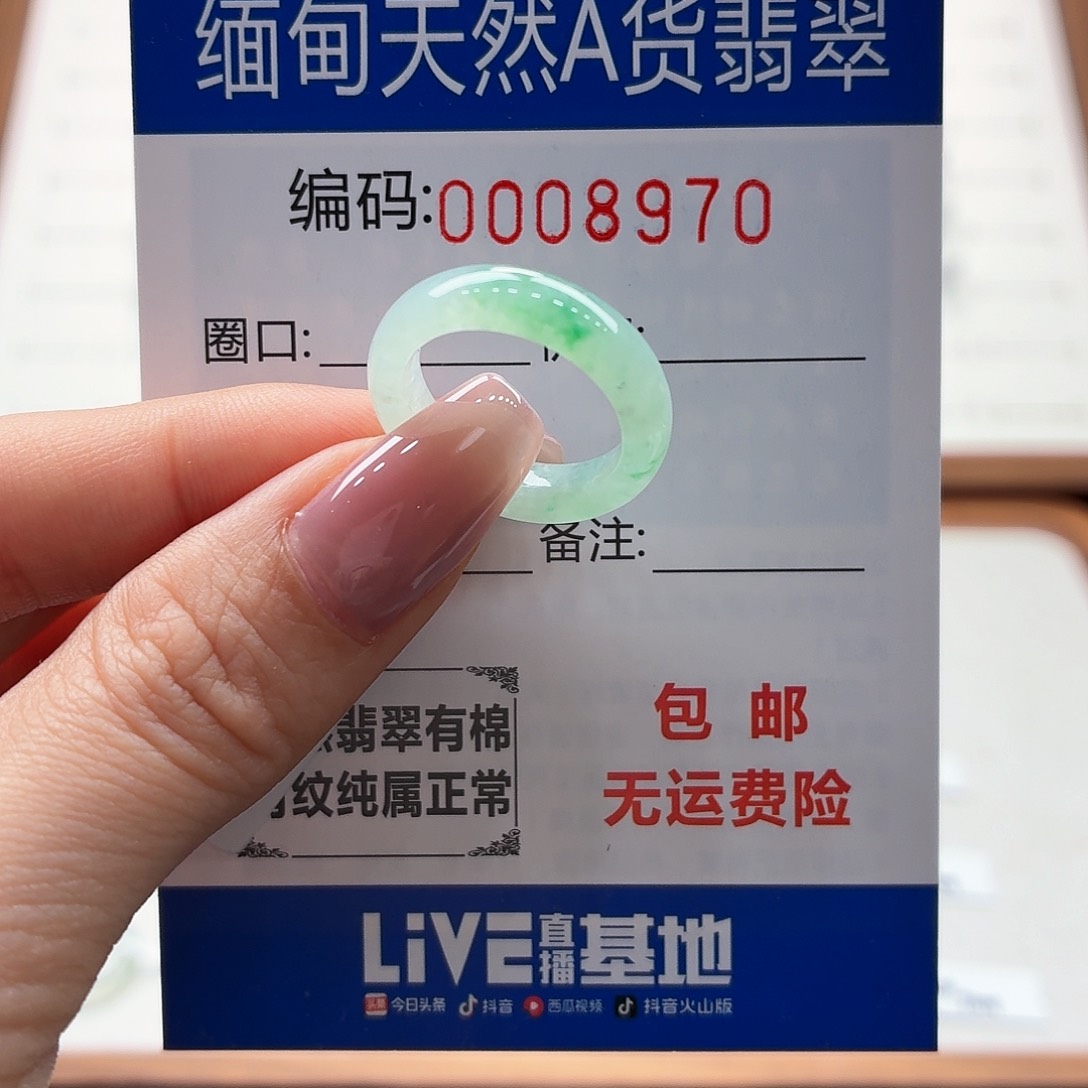 缅甸天然A货翡翠
编码:0008970
圈口:
备注:
翡翠有棉
纹纯属正常
包邮
无运费险
LiVE直播基地
头条 今日头条 抖音 西瓜视频 抖音火山版